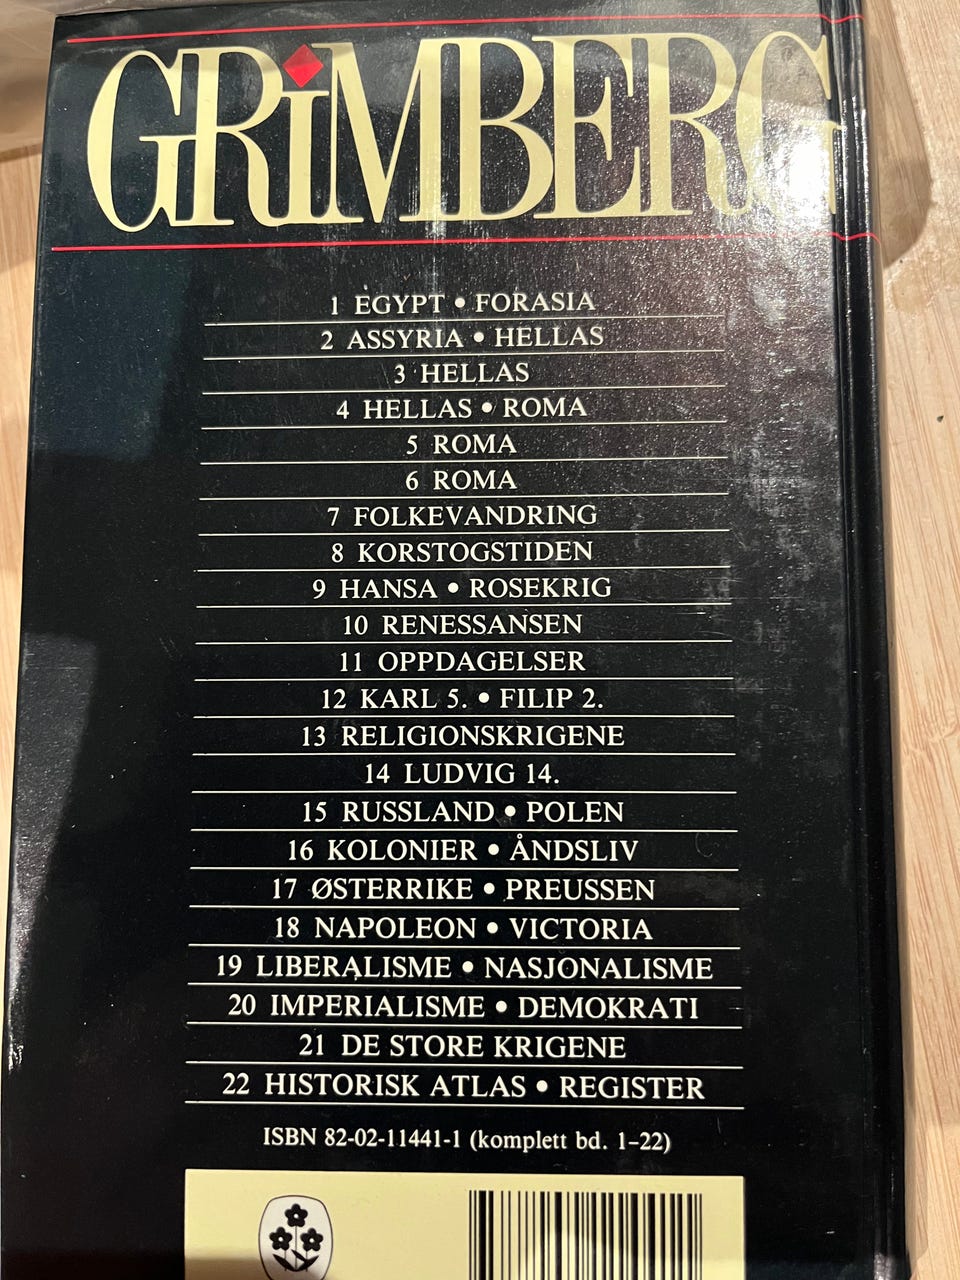 GRiMBERG
1 EGYPT • FORASIA
2 ASSYRIA • HELLAS
3 HELLAS
4 HELLAS • ROMA
5 ROMA
6 ROMA
7 FOLKEVANDRING
8 KORSTOGSTIDEN
9 HANSA • ROSEKRIG
10 RENESSANSEN
11 OPPDAGELSER
12 KARL 5. • FILIP 2.
13 RELIGIONSKRIGENE
14 LUDVIG 14.
15 RUSSLAND • POLEN
16 KOLONIER • ÅNDSLIV
17 ØSTERRIKE • PREUSSEN
18 NAPOLEON • VICTORIA
19 LIBERALISME • NASJONALISME
20 IMPERIALISME • DEMOKRATI
21 DE STORE KRIGENE
22 HISTORISK ATLAS • REGISTER
ISBN 82-02-11441-1 (komplett bd. 1–22)